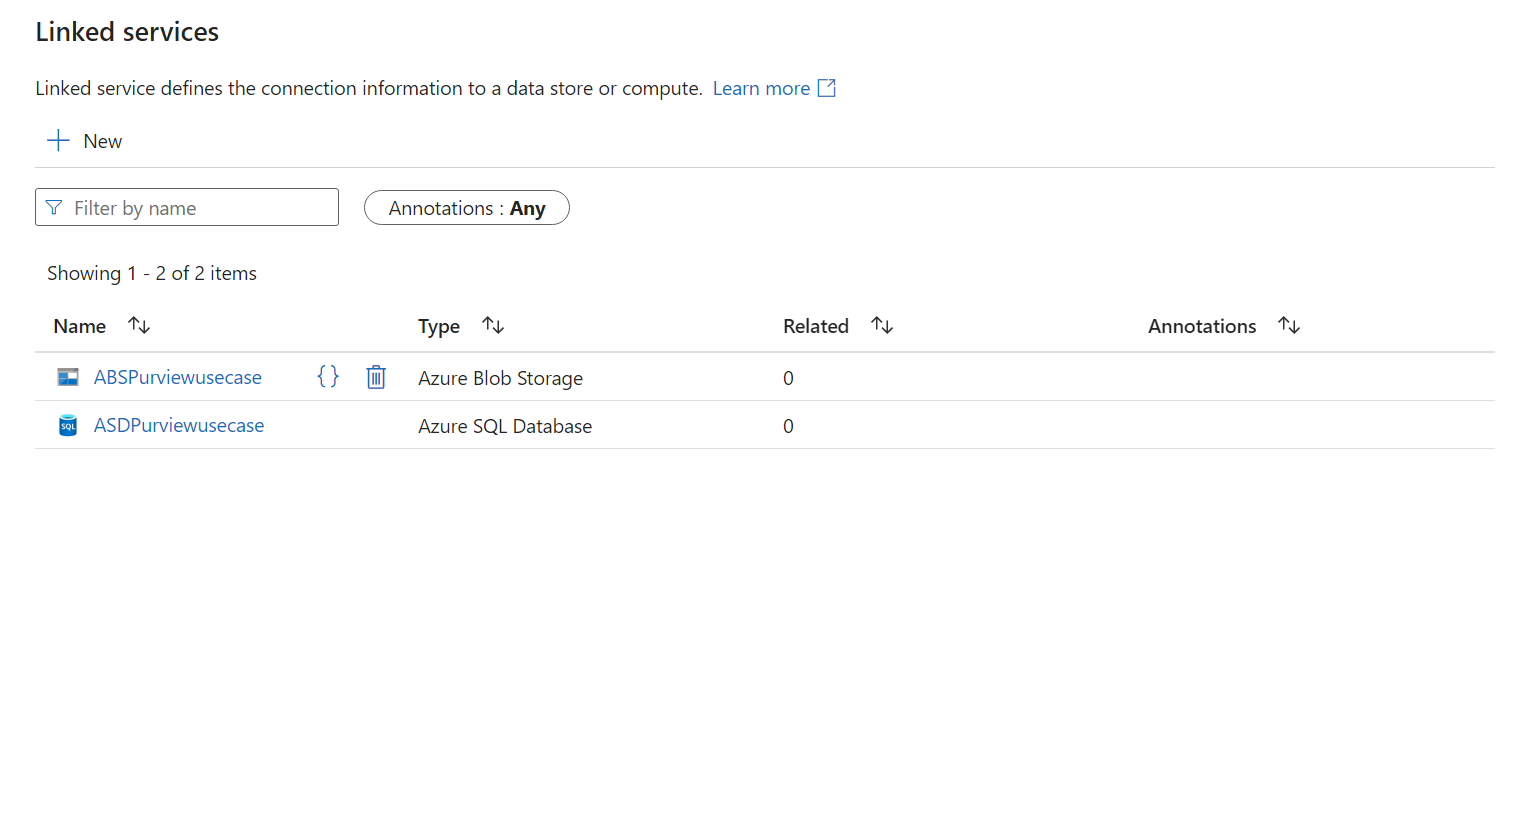 Linked services
Linked service defines the connection information to a data store or compute. Learn more
New
Filter by name
Annotations : Any
Showing 1 - 2 of 2 items
Name Type Related Annotations
ABSPurviewusecase {} Azure Blob Storage 0
SQL ASDPurviewusecase Azure SQL Database 0